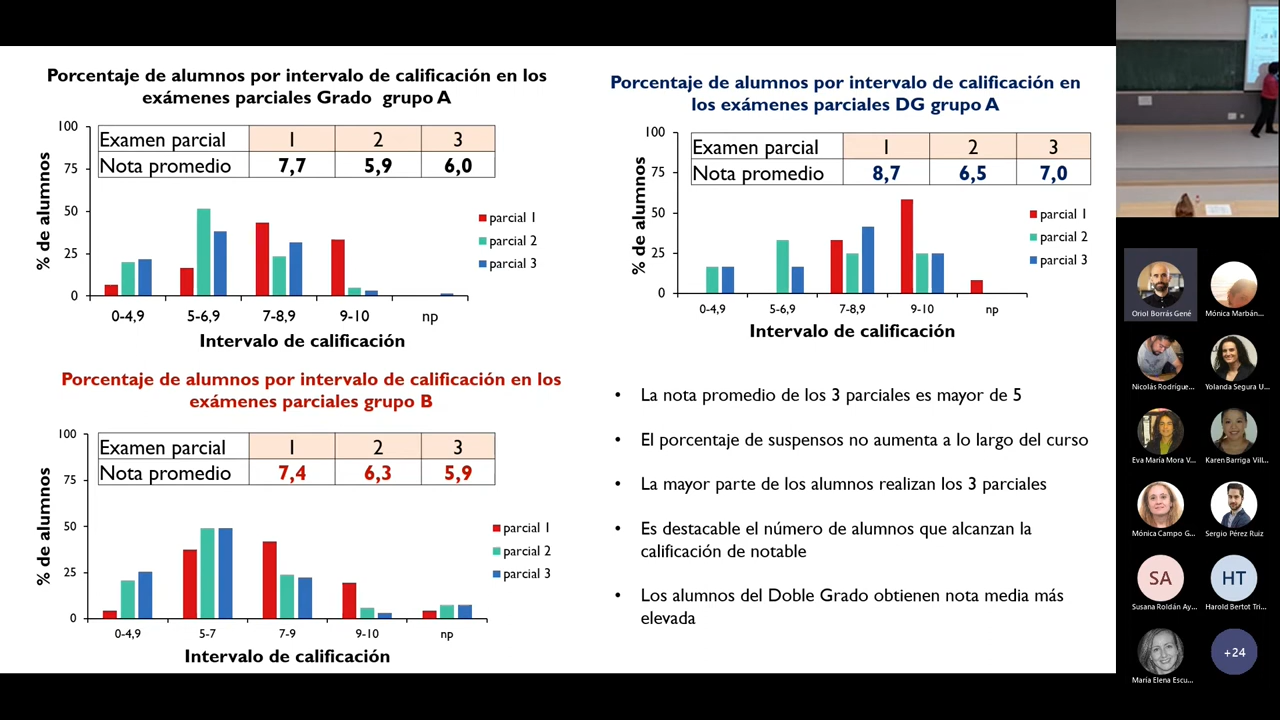 Porcentaje de alumnos por intervalo de calificación en los
exámenes parciales Grado grupo A
100
75
50
25
0
% de alumnos
Examen parcial 1 2 3
Nota promedio 7,7 5,9 6,0
parcial 1
parcial 2
parcial 3
0-4,9 5-6,9 7-8,9 9-10 np
Intervalo de calificación
Porcentaje de alumnos por intervalo de calificación en los
exámenes parciales grupo B
100
75
50
25
0
% de alumnos
Examen parcial 1 2 3
Nota promedio 7,4 6,3 5,9
parcial 1
parcial 2
parcial 3
0-4,9 5-7 7-9 9-10 np
Intervalo de calificación
Porcentaje de alumnos por intervalo de calificación en
los exámenes parciales DG grupo A
100
75
50
25
0
% de alumnos
Examen parcial 1 2 3
Nota promedio 8,7 6,5 7,0
parcial 1
parcial 2
parcial 3
0-4,9 5-6,9 7-8,9 9-10 np
Intervalo de calificación
• La nota promedio de los 3 parciales es mayor de 5
• El porcentaje de suspensos no aumenta a lo largo del curso
• La mayor parte de los alumnos realizan los 3 parciales
• Es destacable el número de alumnos que alcanzan la
calificación de notable
• Los alumnos del Doble Grado obtienen nota media más
elevada
Oriol Borrás Gené
Mónica Marbán...
Nicolás Rodrígue...
Yolanda Segura U...
Eva María Mora V...
Karen Barriga Vill...
Mónica Campo G...
Sergio Pérez Ruiz
SA
HT
Susana Roldán Ay...
Harold Bertot Tri...
María Elena Escu...
+24